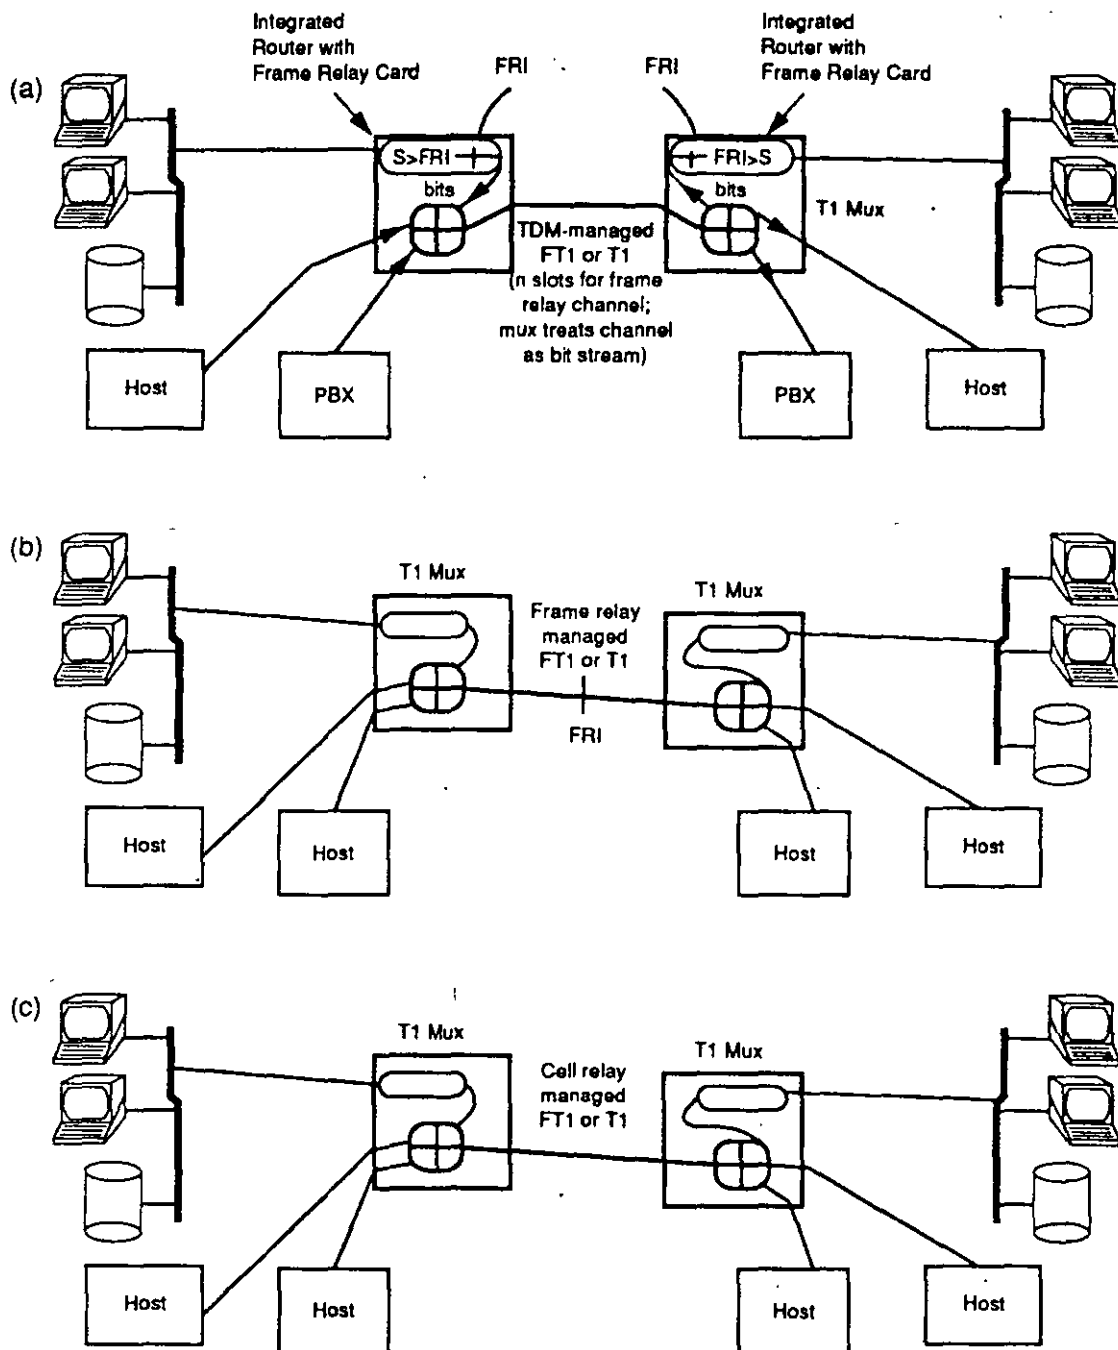 (a)
Integrated
Router with
Frame Relay Card
FRI
FRI
Integrated
Router with
Frame Relay Card
S>FRI
bits
FRI>S
bits
T1 Mux
TDM-managed
FT1 or T1
(n slots for frame
relay channel;
mux treats channel
as bit stream)
Host
PBX
PBX
Host
(b)
T1 Mux
Frame relay
managed
FT1 or T1
FRI
T1 Mux
Host
Host
Host
Host
(c)
T1 Mux
Cell relay
managed
FT1 or T1
T1 Mux
Host
Host
Host
Host